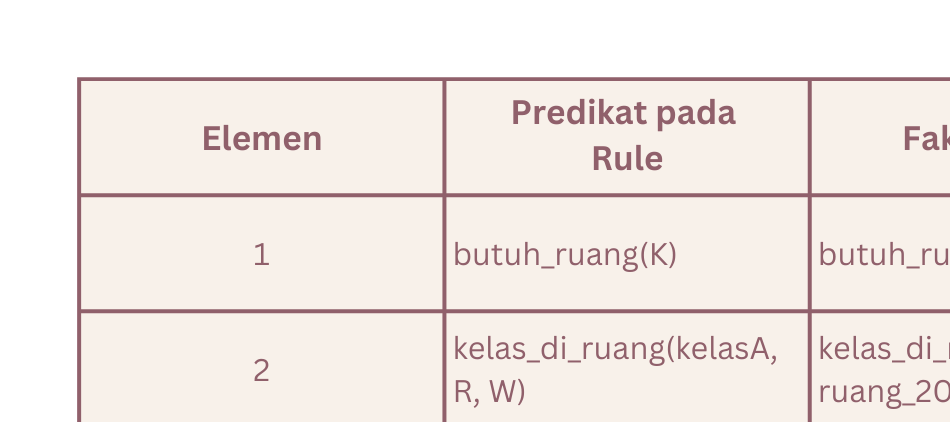 Elemen
Predikat pada
Rule
1
butuh_ruang(K)
2
kelas_di_ruang(kelasA,
R, W)